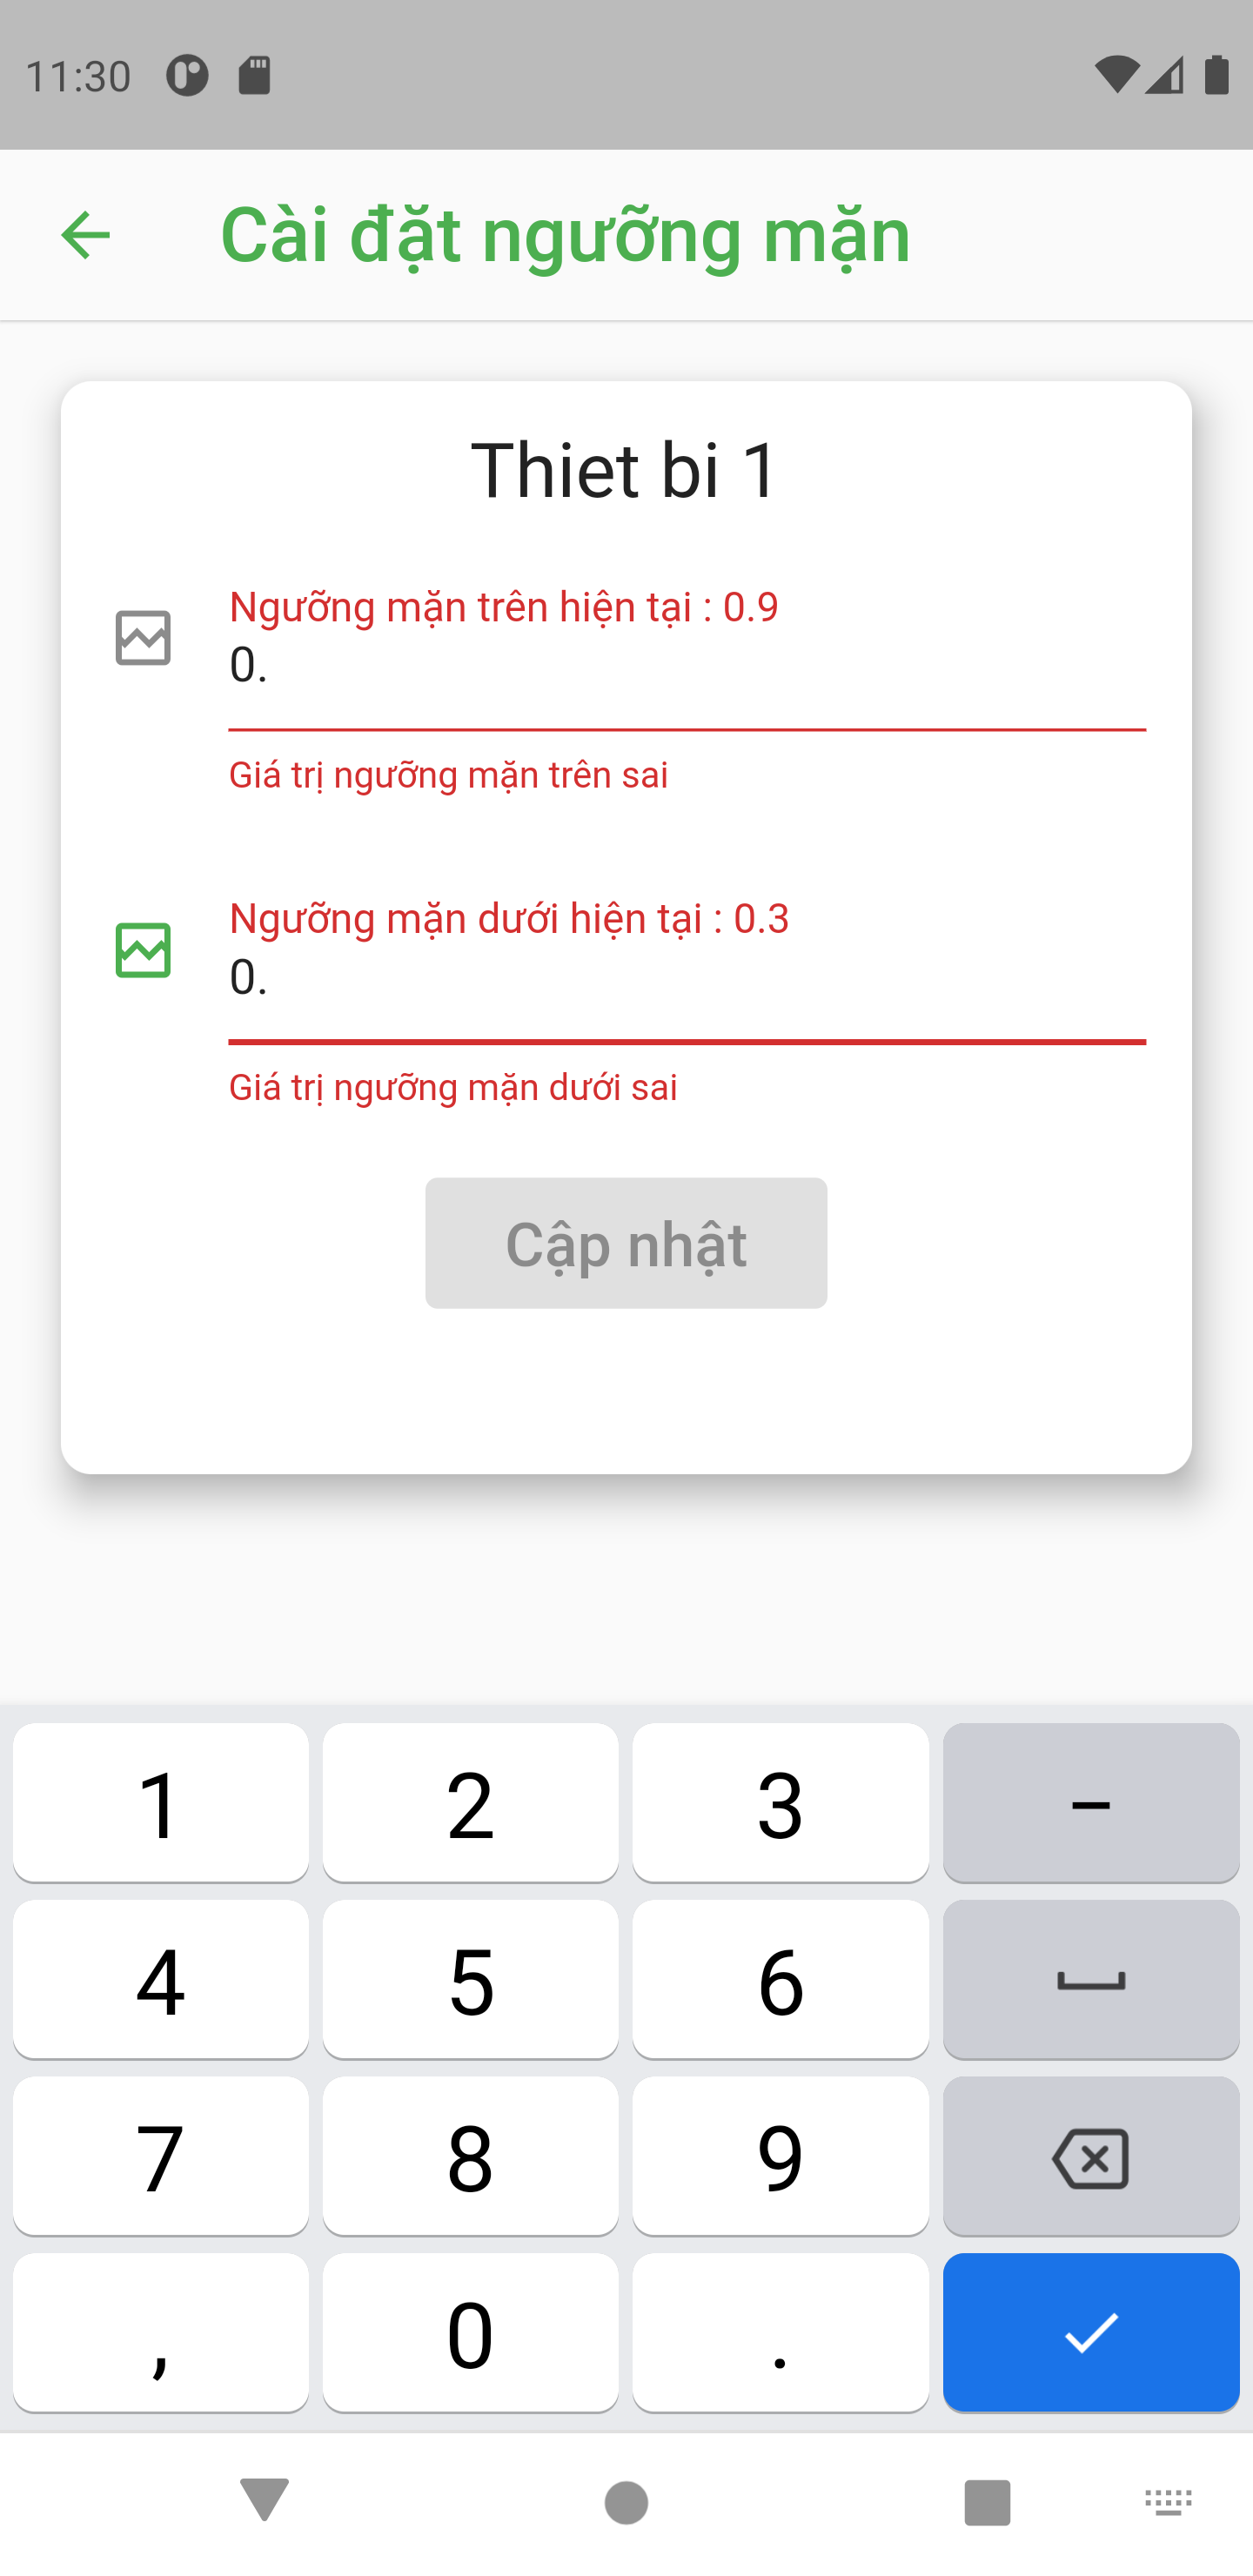 11:30
Cài đặt ngưỡng mặn
Thiet bi 1
Ngưỡng mặn trên hiện tại : 0.9
0.
Giá trị ngưỡng mặn trên sai
Ngưỡng mặn dưới hiện tại : 0.3
0.
Giá trị ngưỡng mặn dưới sai
Cập nhật
1 2 3 –
4 5 6
7 8 9
, 0 .